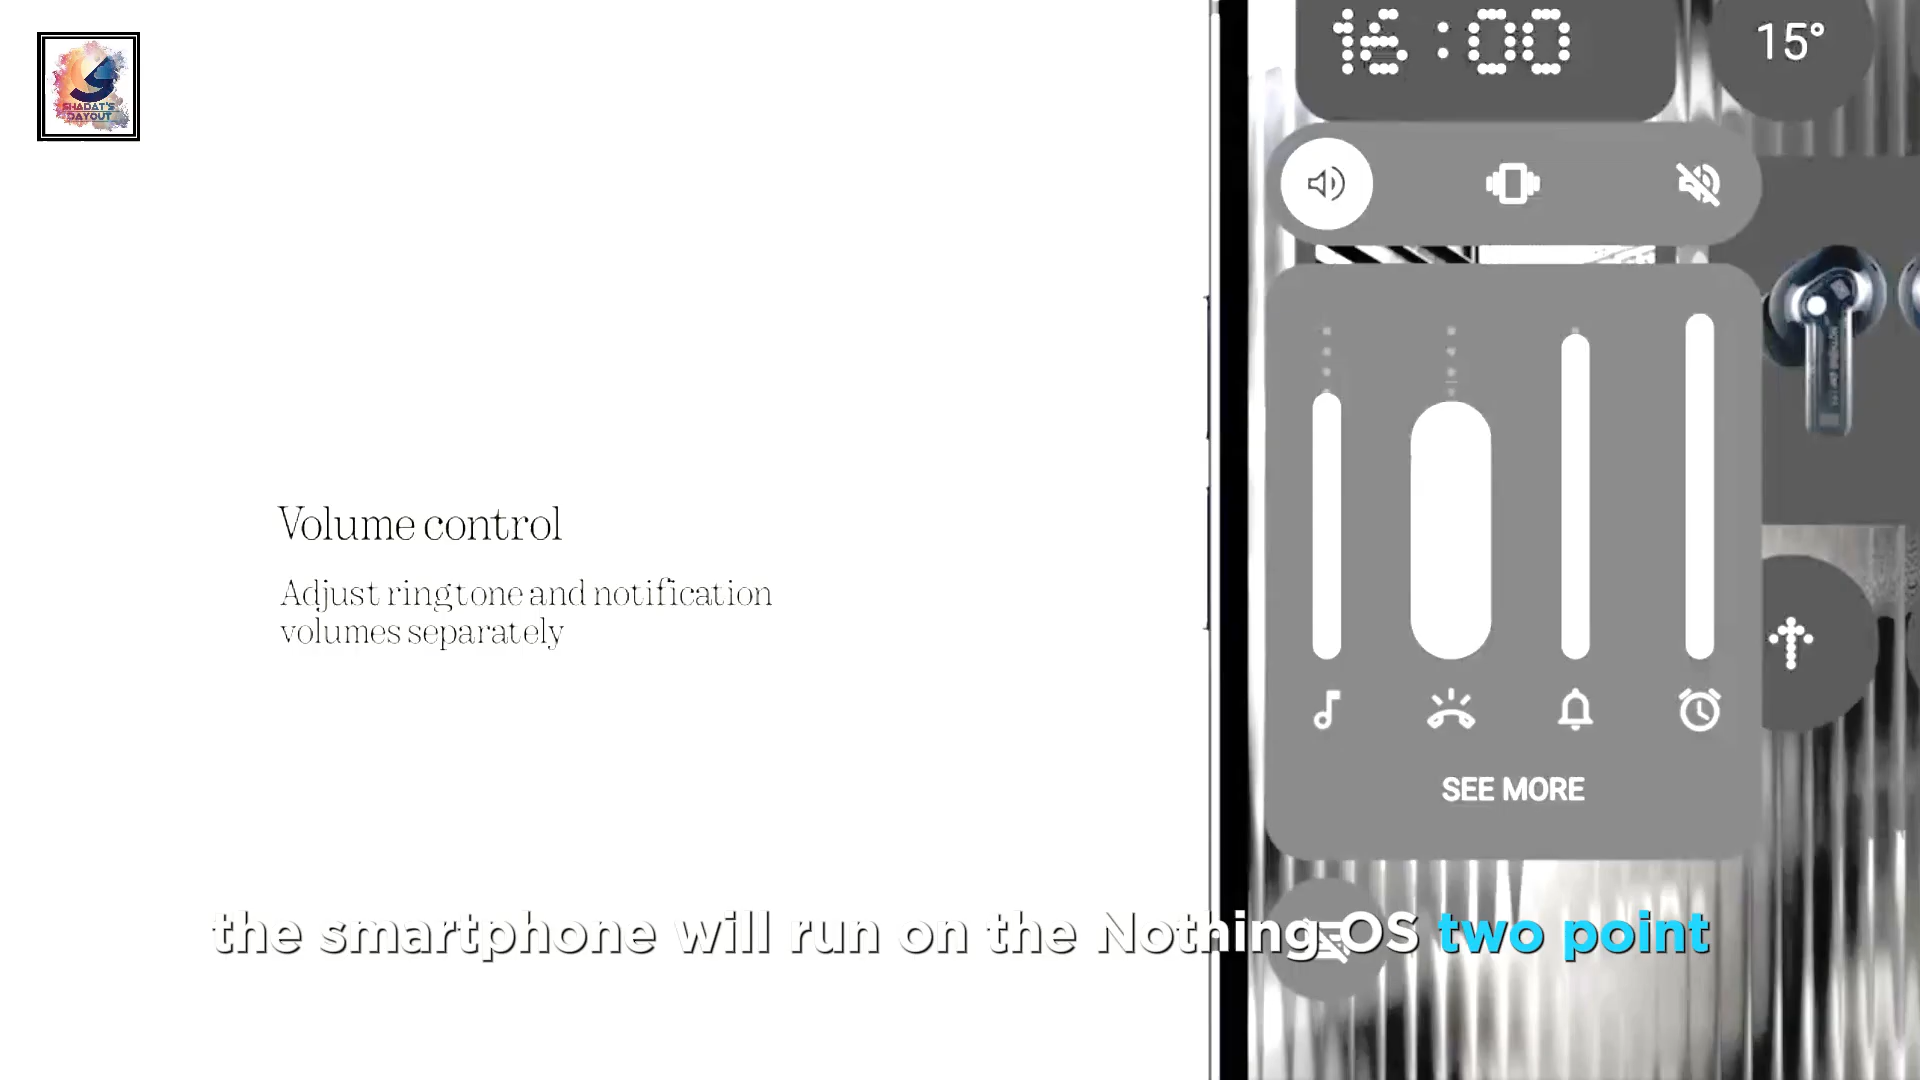 SHADAT'S
DAYOUT
16:00
15°
Volume control
Adjust ringtone and notification
volumes separately
SEE MORE
the smartphone will run on the Nothing OS two point